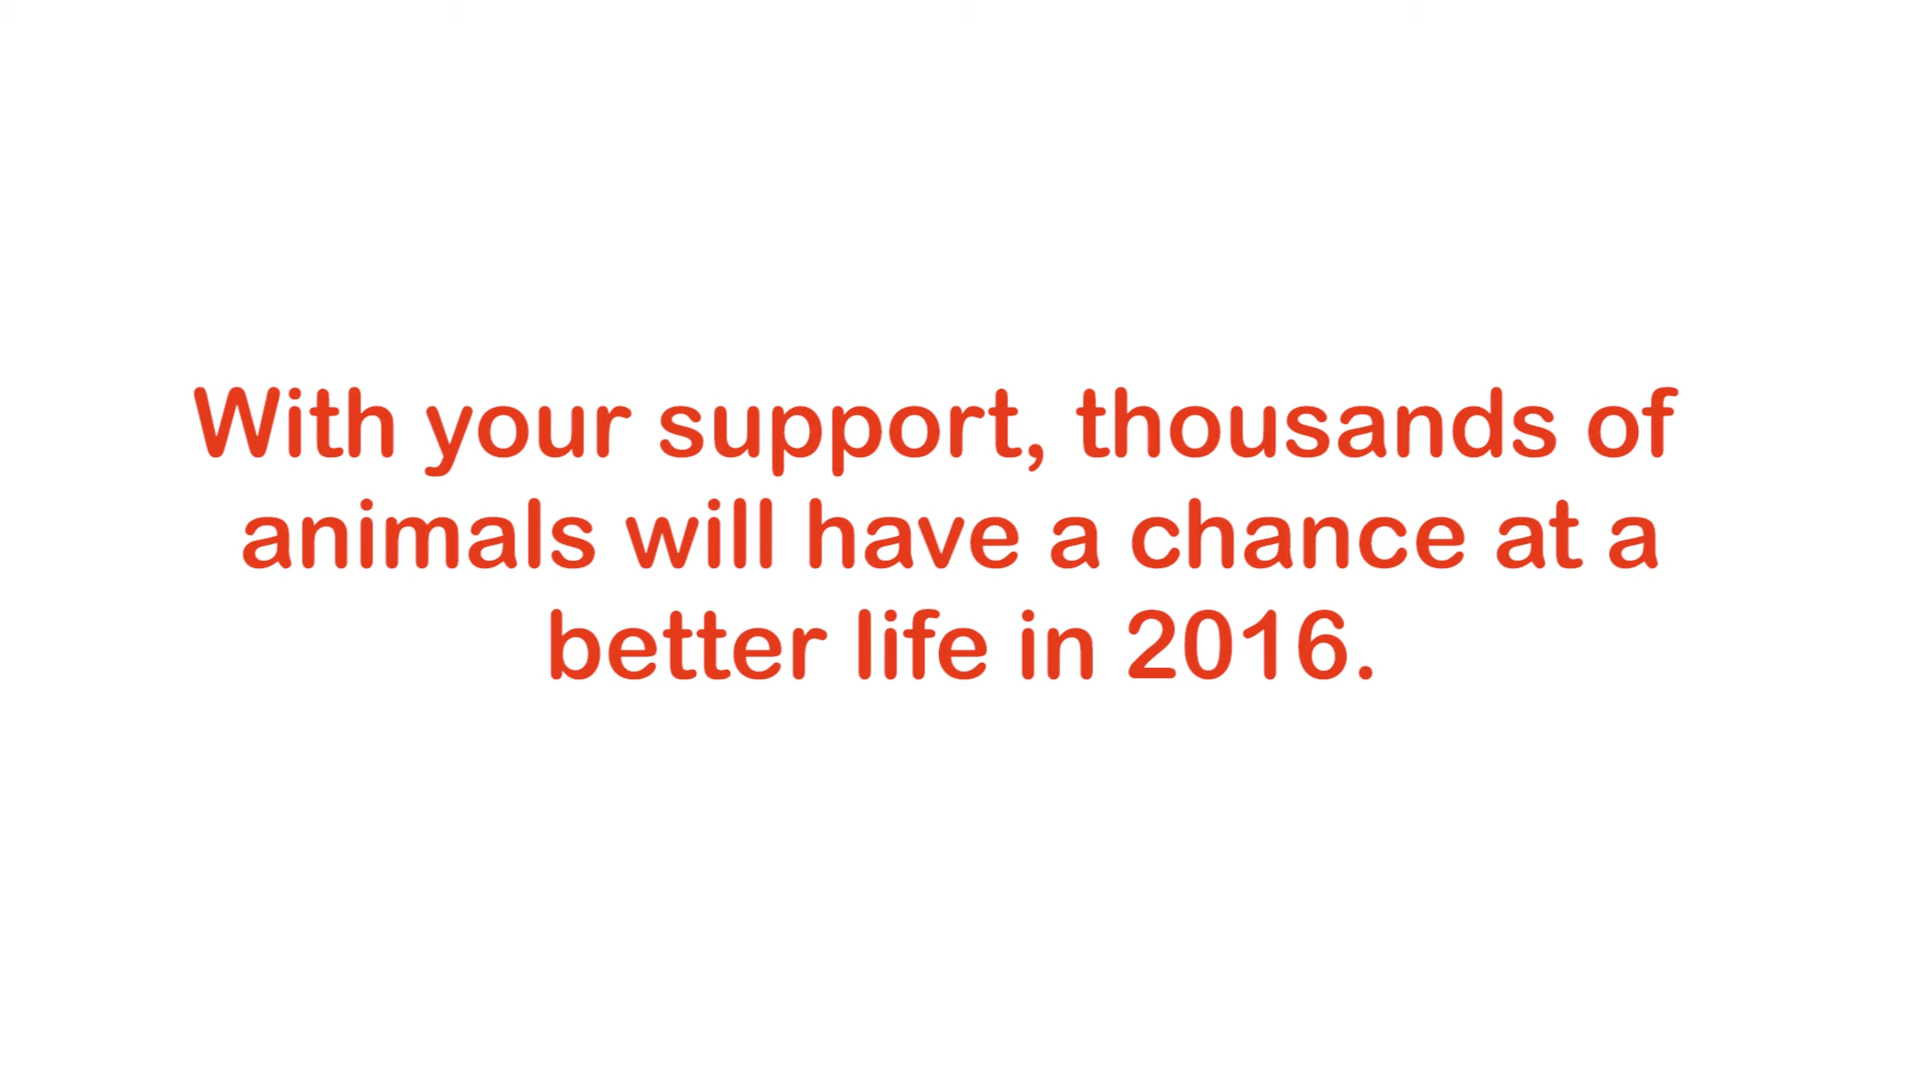 With your support, thousands of
animals will have a chance at a
better life in 2016.